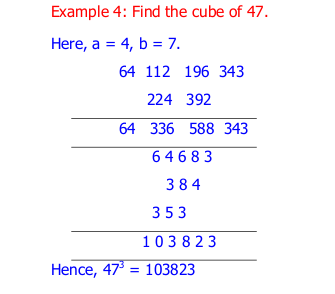 Example 4: Find the cube of 47.
Here, a = 4, b = 7.
64 112 196 343
224 392
64 336 588 343
6 4 6 8 3
3 8 4
3 5 3
1 0 3 8 2 3
Hence, 47³ = 103823